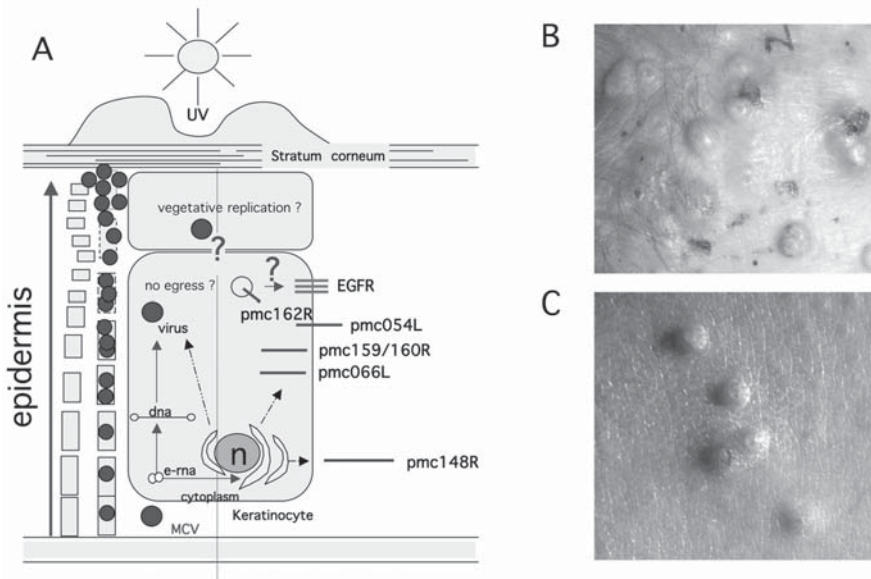 A
UV
Stratum corneum
vegetative replication ?
?
?
no egress ?
EGFR
pmc162R
virus
pmc054L
pmc159/160R
pmc066L
dna
n
e-rna
pmc148R
cytoplasm
Keratinocyte
MCV
epidermis
B
Z
C